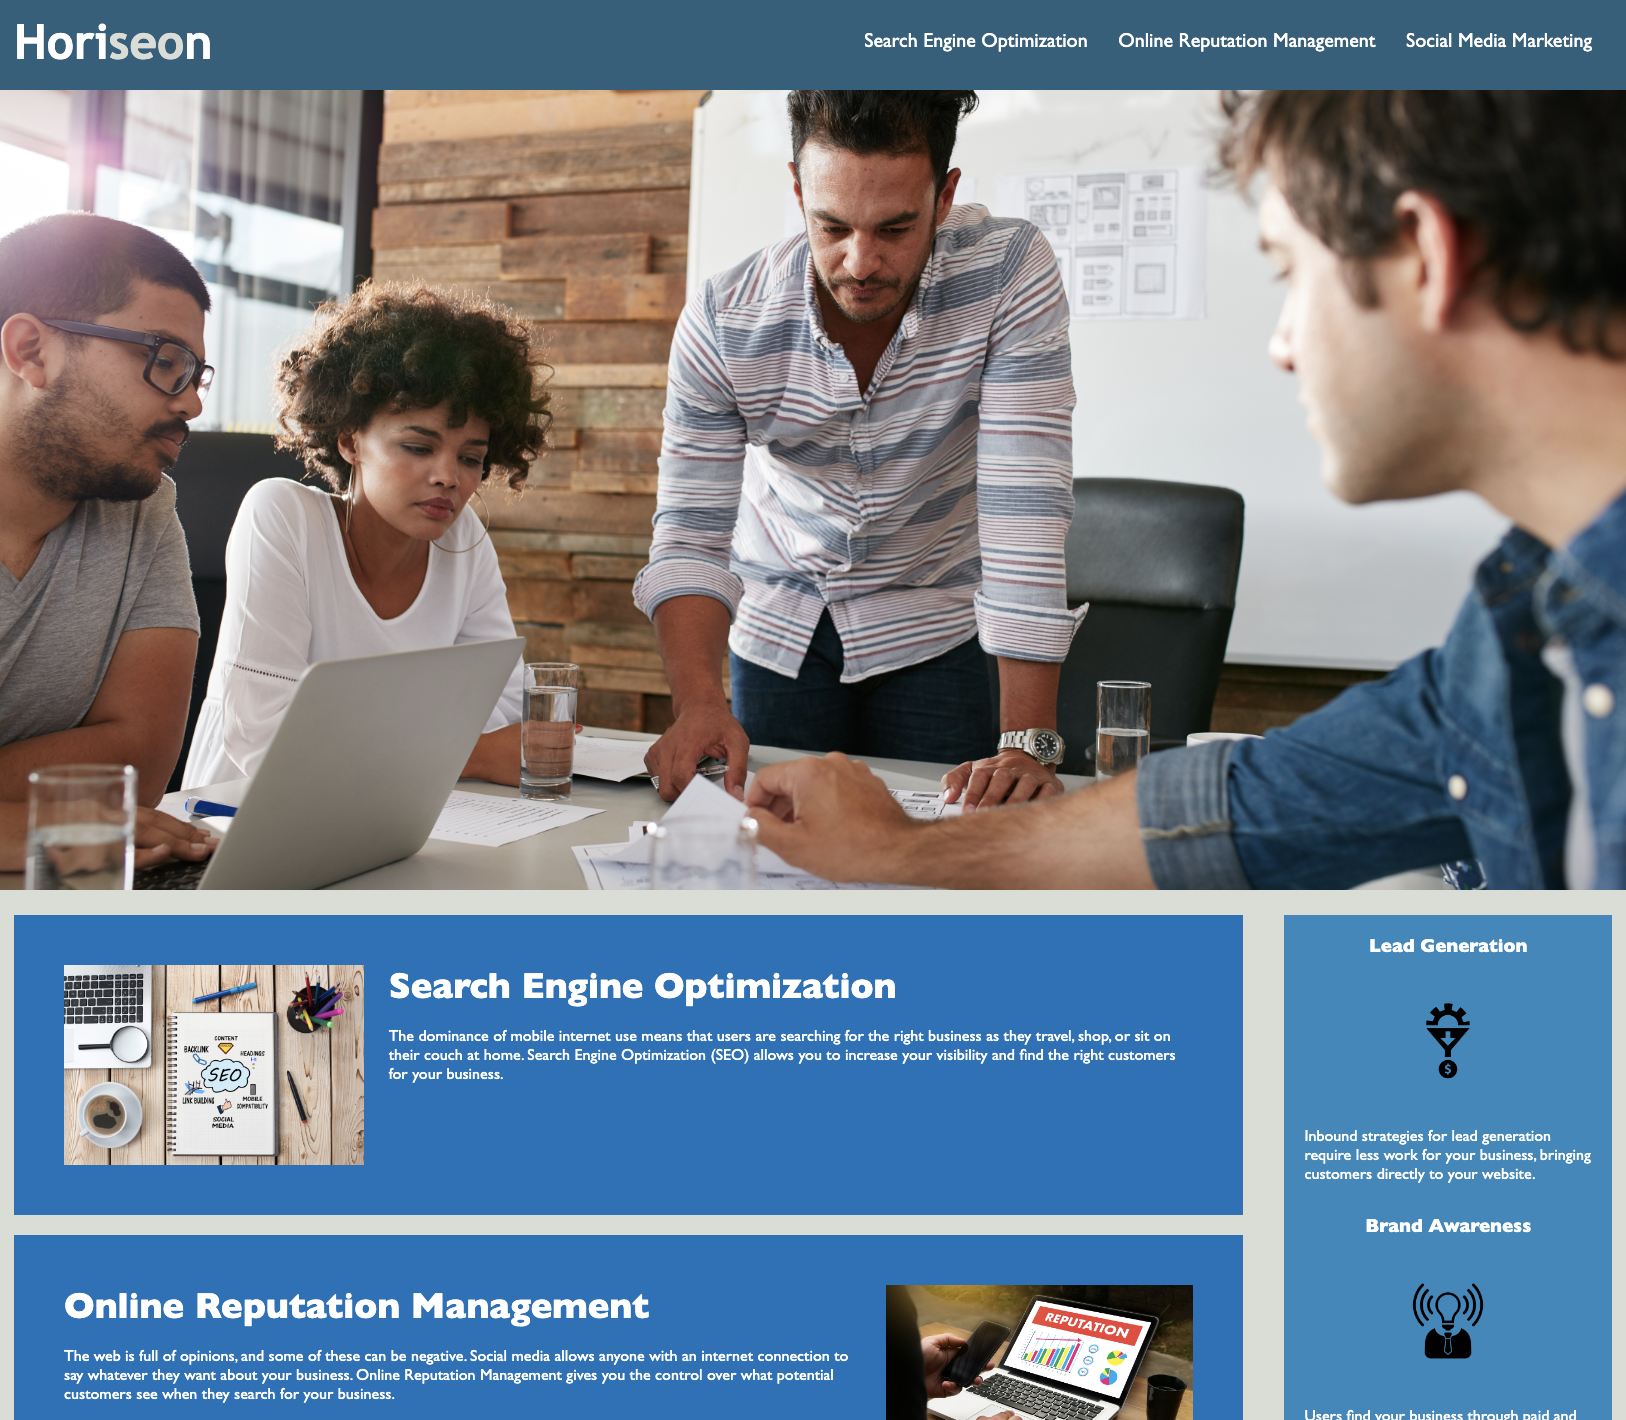 Horiseon
Search Engine Optimization
Online Reputation Management
Social Media Marketing
Search Engine Optimization
The dominance of mobile internet use means that users are searching for the right business as they travel, shop, or sit on
their couch at home. Search Engine Optimization (SEO) allows you to increase your visibility and find the right customers
for your business.
CONTENT
BACKLINK
HEADINGS
SEO
LINK BUILDING
MOBILE
COMPATIBILITY
SOCIAL
MEDIA
Online Reputation Management
The web is full of opinions, and some of these can be negative. Social media allows anyone with an internet connection to
say whatever they want about your business. Online Reputation Management gives you the control over what potential
customers see when they search for your business.
REPUTATION
Lead Generation
$
Inbound strategies for lead generation
require less work for your business, bringing
customers directly to your website.
Brand Awareness
Users find your business through paid and